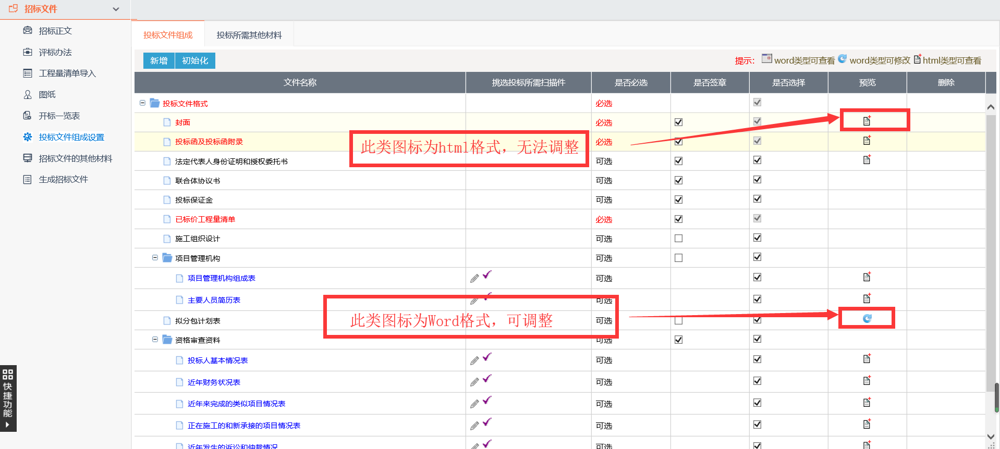 招标文件
招标正文
评标办法
工程量清单导入
图纸
开标一览表
投标文件组成设置
招标文件的其他材料
生成招标文件
快捷功能
投标文件组成
投标所需其他材料
新增
初始化
提示：
word类型可查看
word类型可修改
html类型可查看
文件名称
挑选投标所需扫描件
是否必选
是否签章
是否选择
预览
删除
投标文件格式
必选
封面
必选
投标函及投标函附录
必选
此类图标为html格式，无法调整
法定代表人身份证明和授权委托书
可选
联合体协议书
可选
投标保证金
可选
已标价工程量清单
必选
施工组织设计
可选
项目管理机构
可选
项目管理机构组成表
可选
主要人员简历表
可选
此类图标为Word格式，可调整
拟分包计划表
可选
资格审查资料
可选
投标人基本情况表
可选
近年财务状况表
可选
近年来完成的类似项目情况表
可选
正在施工的和新承接的项目情况表
可选
近年发生的诉讼和仲裁情况
可选